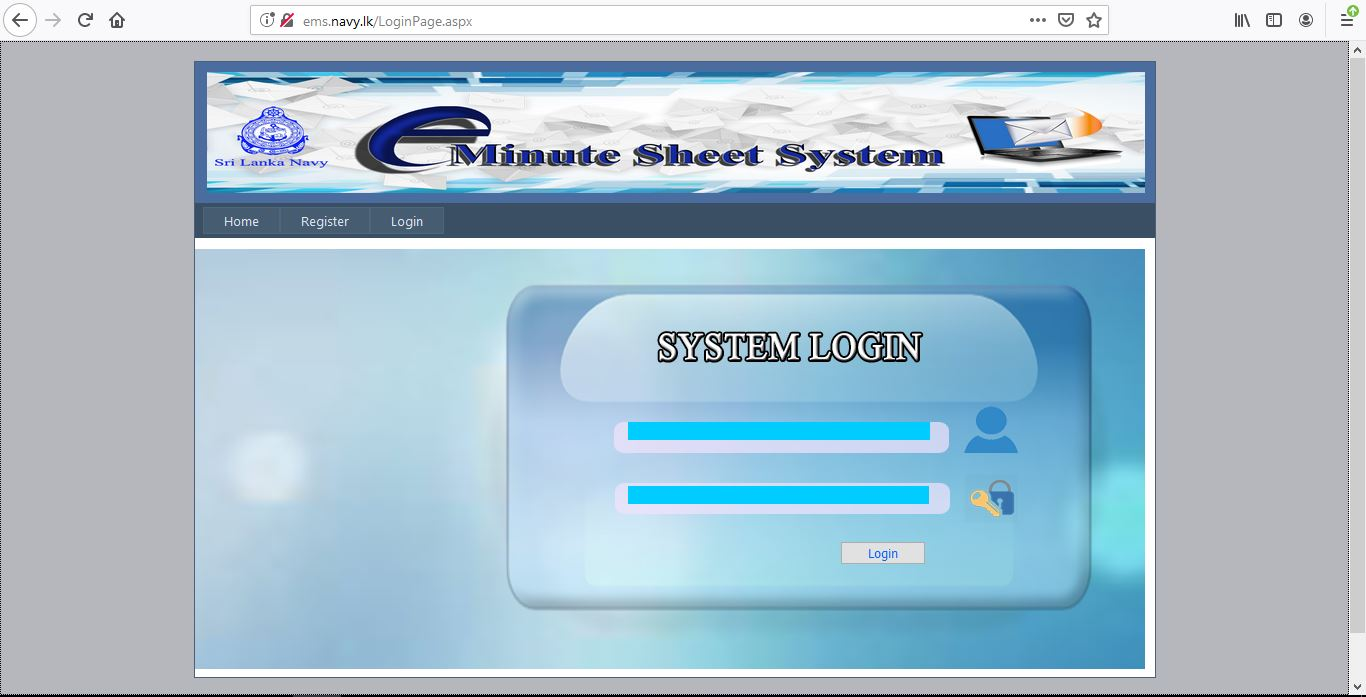 ems.navy.lk/LoginPage.aspx
Sri Lanka Navy
e Minute Sheet System
Home Register Login
SYSTEM LOGIN
Login